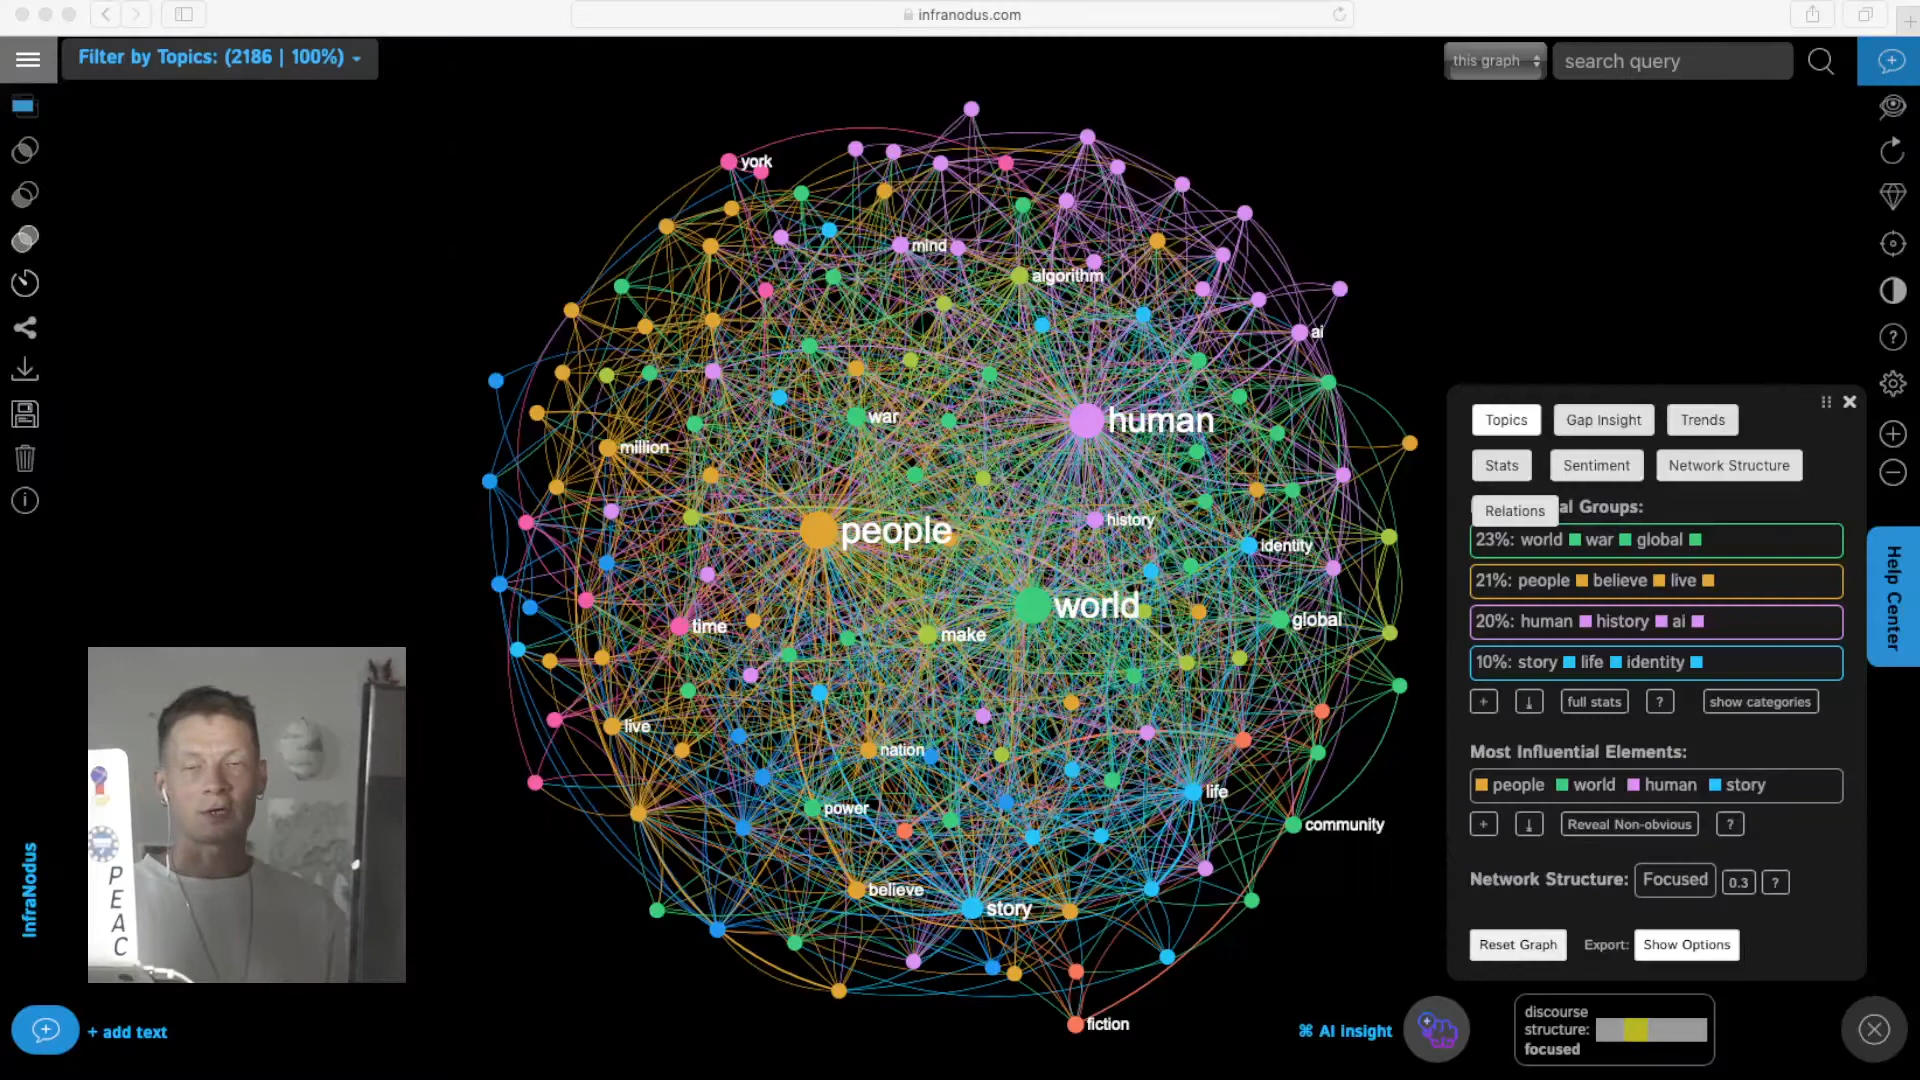 infranodus.com
Filter by Topics: (2186 | 100%)
this graph
search query
york
mind
algorithm
ai
war
human
million
people
history
identity
world
time
make
global
live
nation
life
power
community
believe
story
fiction
Topics
Gap Insight
Trends
Stats
Sentiment
Network Structure
Relations
al Groups:
23%: world war global
21%: people believe live
20%: human history ai
10%: story life identity
+
full stats
?
show categories
Most Influential Elements:
people world human story
+
Reveal Non-obvious
?
Network Structure: Focused 0.3 ?
Reset Graph
Export:
Show Options
Help Center
InfraNodus
PEAC
+ add text
⌘ AI insight
discourse
structure:
focused